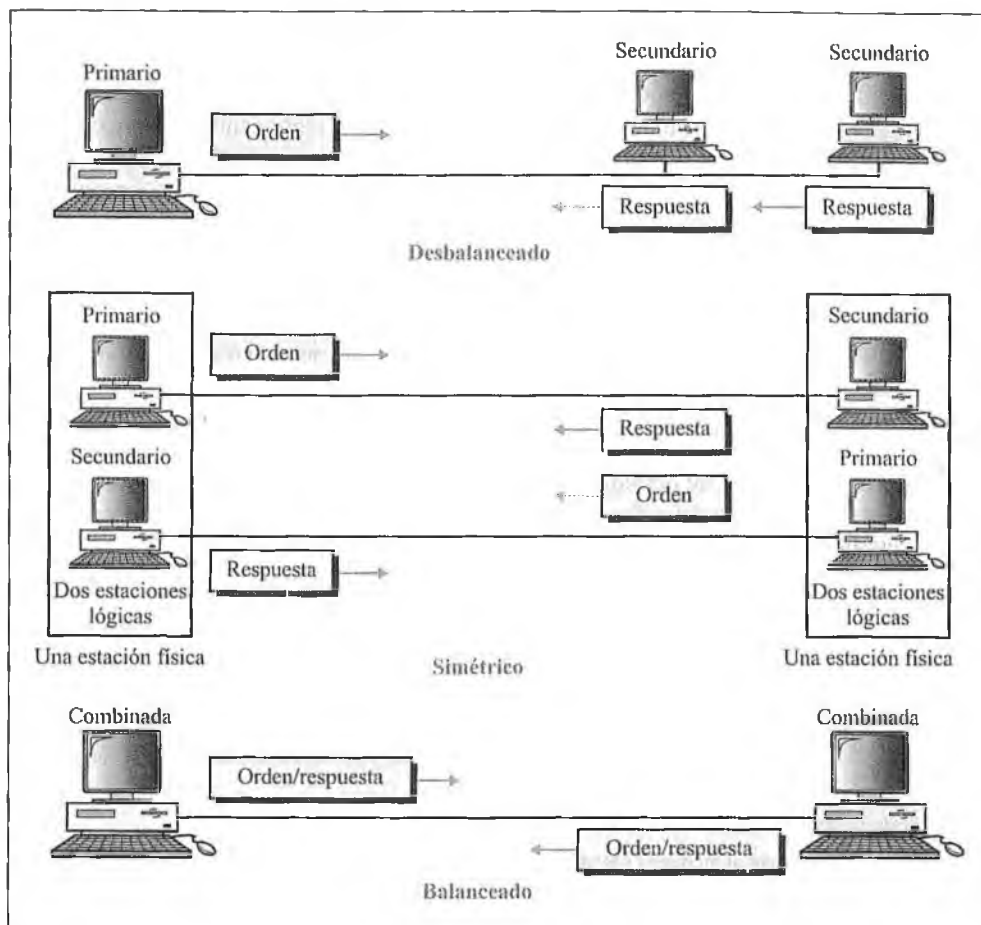 Secundario Secundario
Primario
Orden
Respuesta Respuesta
Desbalanceado
Primario Secundario
Orden
Respuesta
Secundario Primario
Orden
Respuesta
Dos estaciones Dos estaciones
lógicas lógicas
Una estación física Una estación física
Simétrico
Combinada Combinada
Orden/respuesta
Orden/respuesta
Balanceado